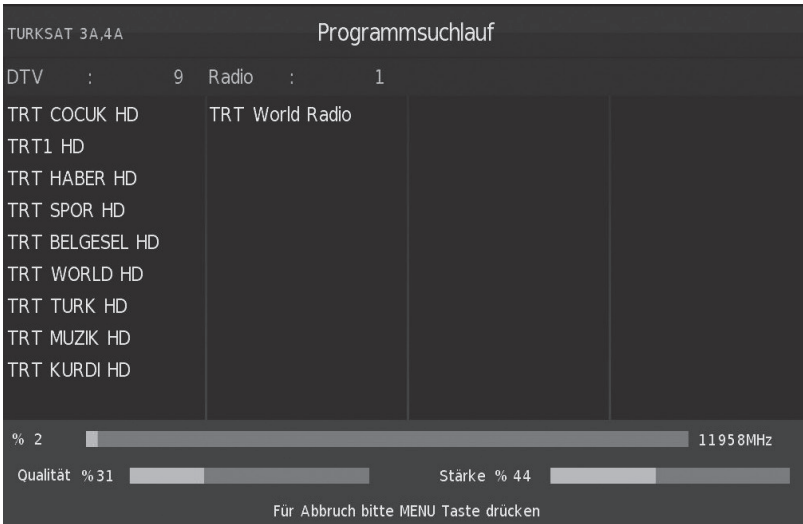 TURKSAT 3A,4A Programmsuchlauf
DTV : 9 Radio : 1
TRT COCUK HD TRT World Radio
TRT1 HD
TRT HABER HD
TRT SPOR HD
TRT BELGESEL HD
TRT WORLD HD
TRT TURK HD
TRT MUZIK HD
TRT KURDI HD
% 2 11958MHz
Qualität %31 Stärke % 44
Für Abbruch bitte MENU Taste drücken